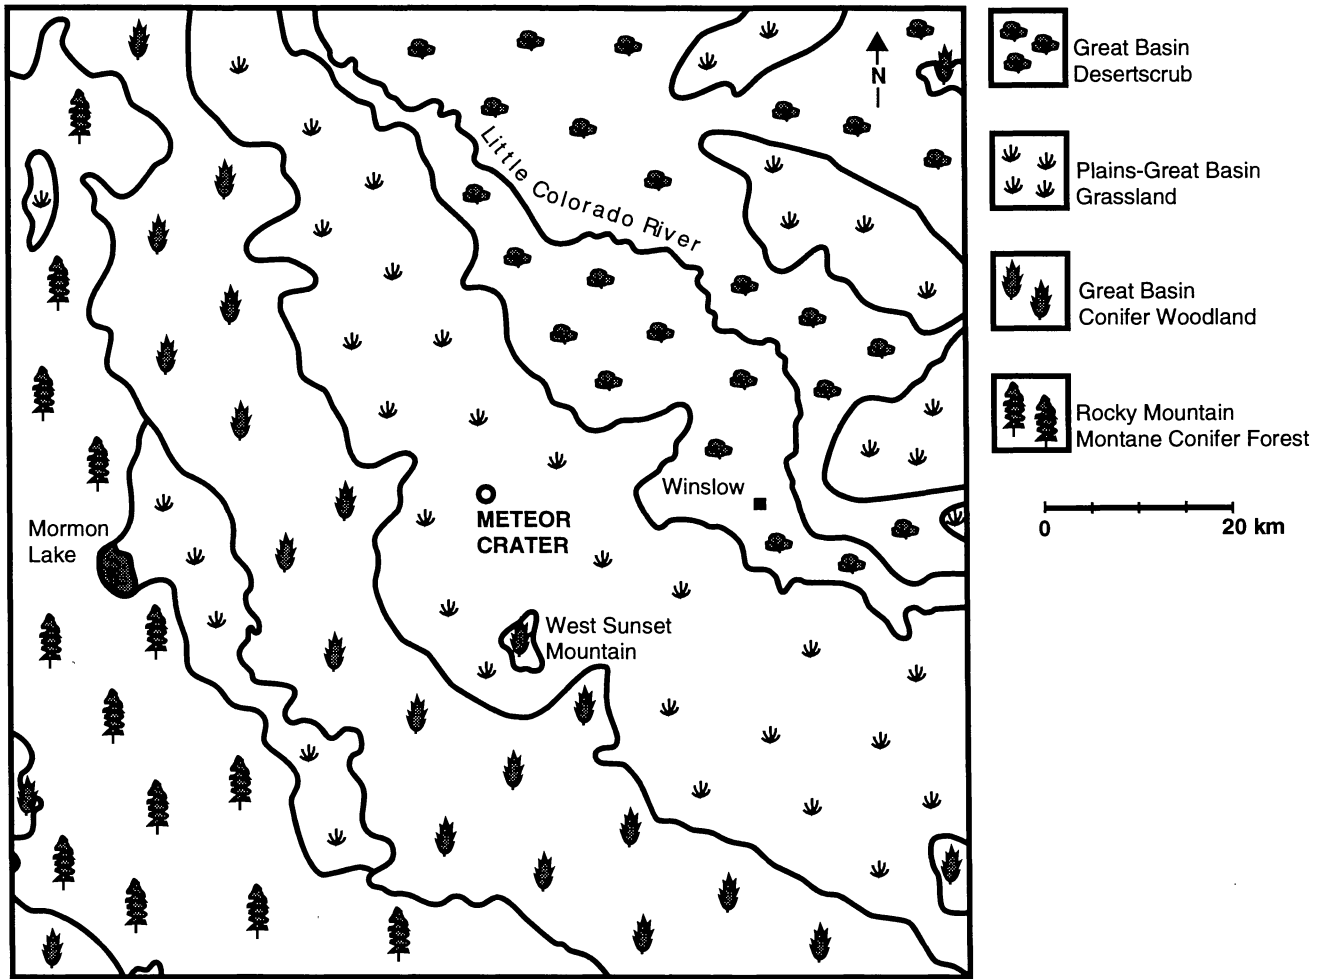 N
Little Colorado River
Winslow
METEOR
CRATER
Mormon
Lake
West Sunset
Mountain
Great Basin
Desertscrub
Plains-Great Basin
Grassland
Great Basin
Conifer Woodland
Rocky Mountain
Montane Conifer Forest
0 20 km